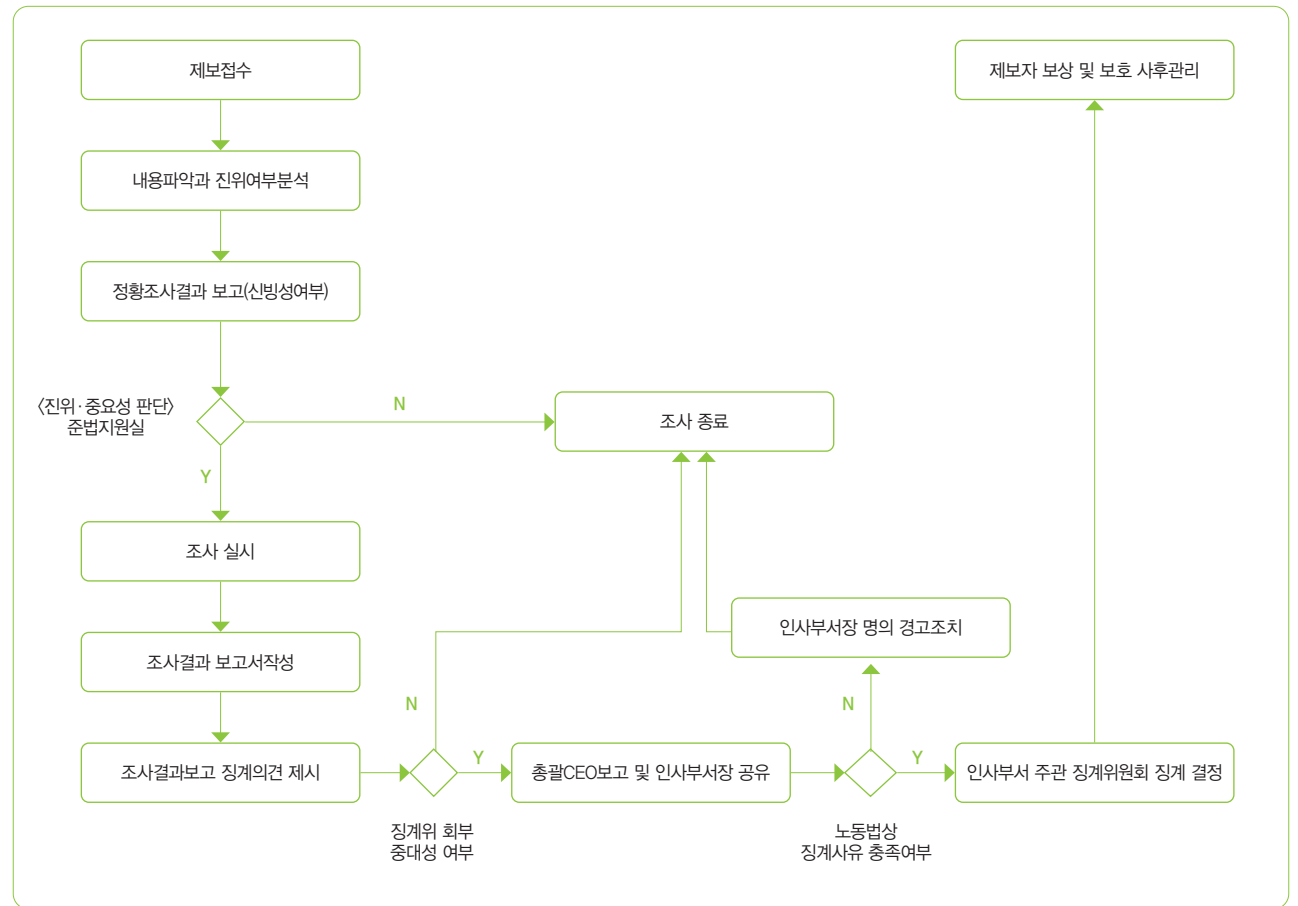 제보접수
제보자 보상 및 보호 사후관리
내용파악과 진위여부분석
정황조사결과 보고(신빙성여부)
〈진위·중요성 판단〉
준법지원실
N
조사 종료
Y
조사 실시
인사부서장 명의 경고조치
조사결과 보고서작성
N
N
조사결과보고 징계의견 제시
Y
총괄CEO보고 및 인사부서장 공유
Y
인사부서 주관 징계위원회 징계 결정
징계위 회부
중대성 여부
노동법상
징계사유 충족여부